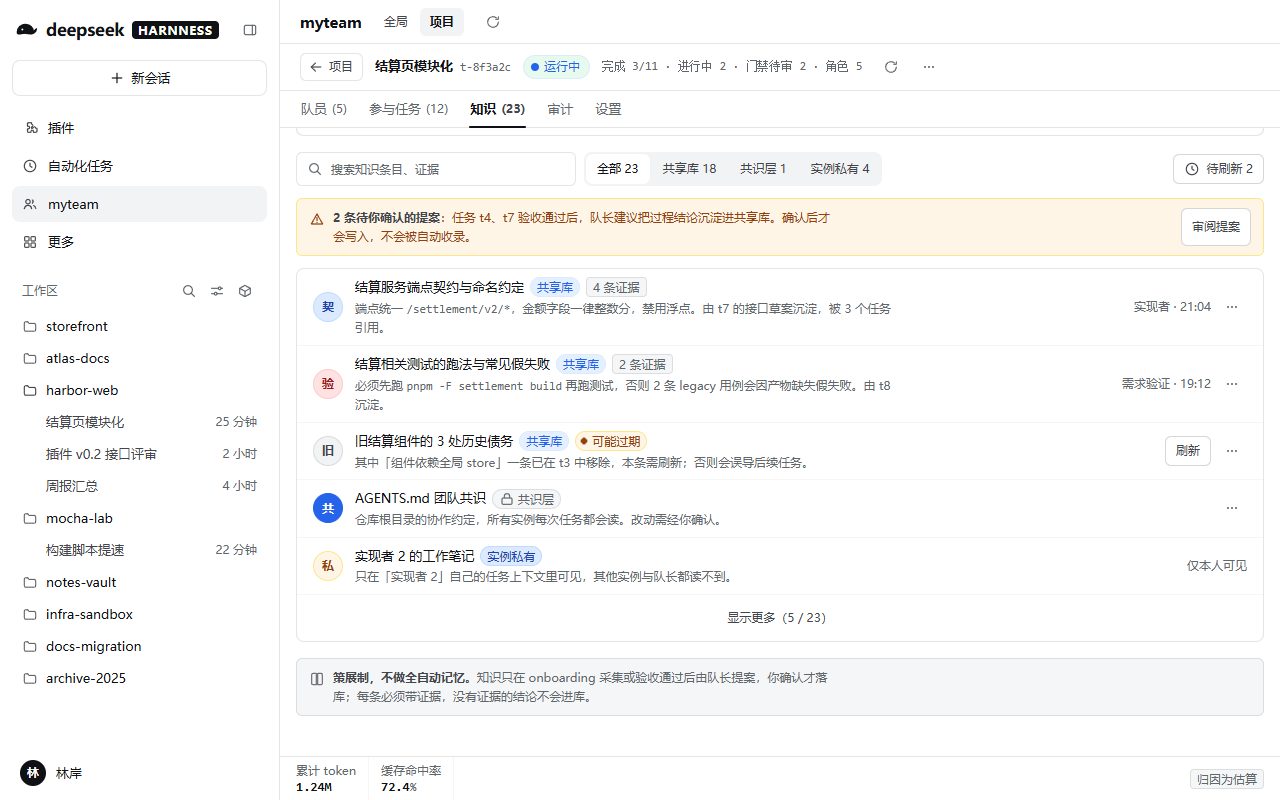 deepseek HARNNESS
新会话
插件
自动化任务
myteam
更多
工作区
storefront
atlas-docs
harbor-web
结算页模块化 25 分钟
插件 v0.2 接口评审 2 小时
周报汇总 4 小时
mocha-lab
构建脚本提速 22 分钟
notes-vault
infra-sandbox
docs-migration
archive-2025
林 林岸
myteam 全局 项目
项目 结算页模块化 t-8f3a2c 运行中 完成 3/11 · 进行中 2 · 门禁待审 2 · 角色 5
队员 (5) 参与任务 (12) 知识 (23) 审计 设置
搜索知识条目、证据 全部 23 共享库 18 共识层 1 实例私有 4 待刷新 2
2 条待你确认的提案：任务 t4、t7 验收通过后，队长建议把过程结论沉淀进共享库。确认后才
会写入，不会被自动收录。
审阅提案
契 结算服务端点契约与命名约定 共享库 4 条证据
端点统一 /settlement/v2/*，金额字段一律整数分，禁用浮点。由 t7 的接口草案沉淀，被 3 个任务
引用。
实现者 · 21:04
验 结算相关测试的跑法与常见假失败 共享库 2 条证据
必须先跑 pnpm -F settlement build 再跑测试，否则 2 条 legacy 用例会因产物缺失假失败。由 t8
沉淀。
需求验证 · 19:12
旧 旧结算组件的 3 处历史债务 共享库 可能过期
其中「组件依赖全局 store」一条已在 t3 中移除，本条需刷新；否则会误导后续任务。
刷新
共 AGENTS.md 团队共识 共识层
仓库根目录的协作约定，所有实例每次任务都会读。改动需经你确认。
私 实现者 2 的工作笔记 实例私有
只在「实现者 2」自己的任务上下文里可见，其他实例与队长都读不到。
仅本人可见
显示更多（5 / 23）
策展制，不做全自动记忆。知识只在 onboarding 采集或验收通过后由队长提案，你确认才落
库；每条必须带证据，没有证据的结论不会进库。
累计 token 缓存命中率
1.24M 72.4%
归因为估算